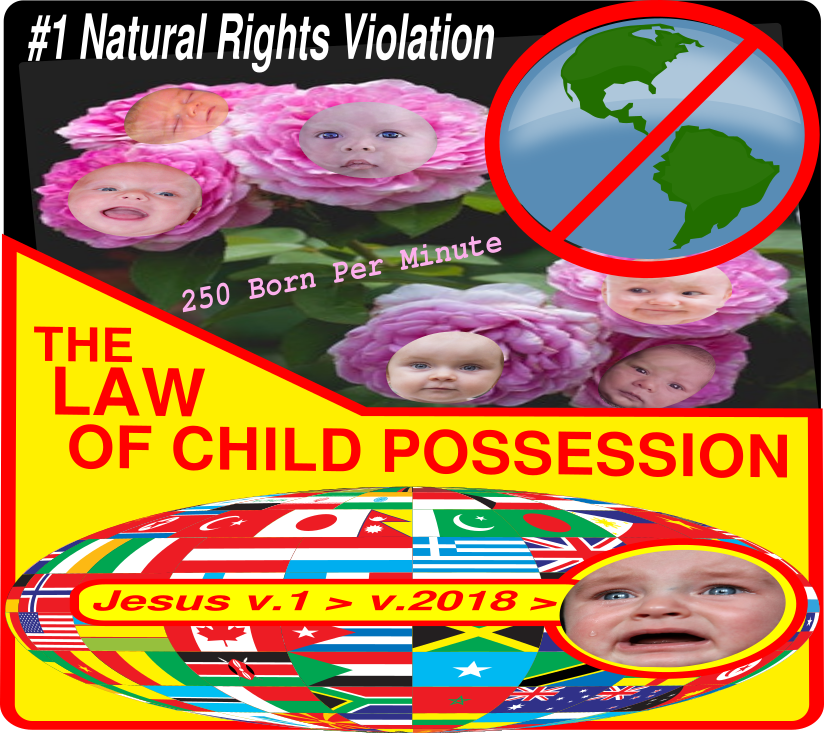 #1 Natural Rights Violation
250 Born Per Minute
THE
LAW
OF CHILD POSSESSION
Jesus v.1 > v.2018 >